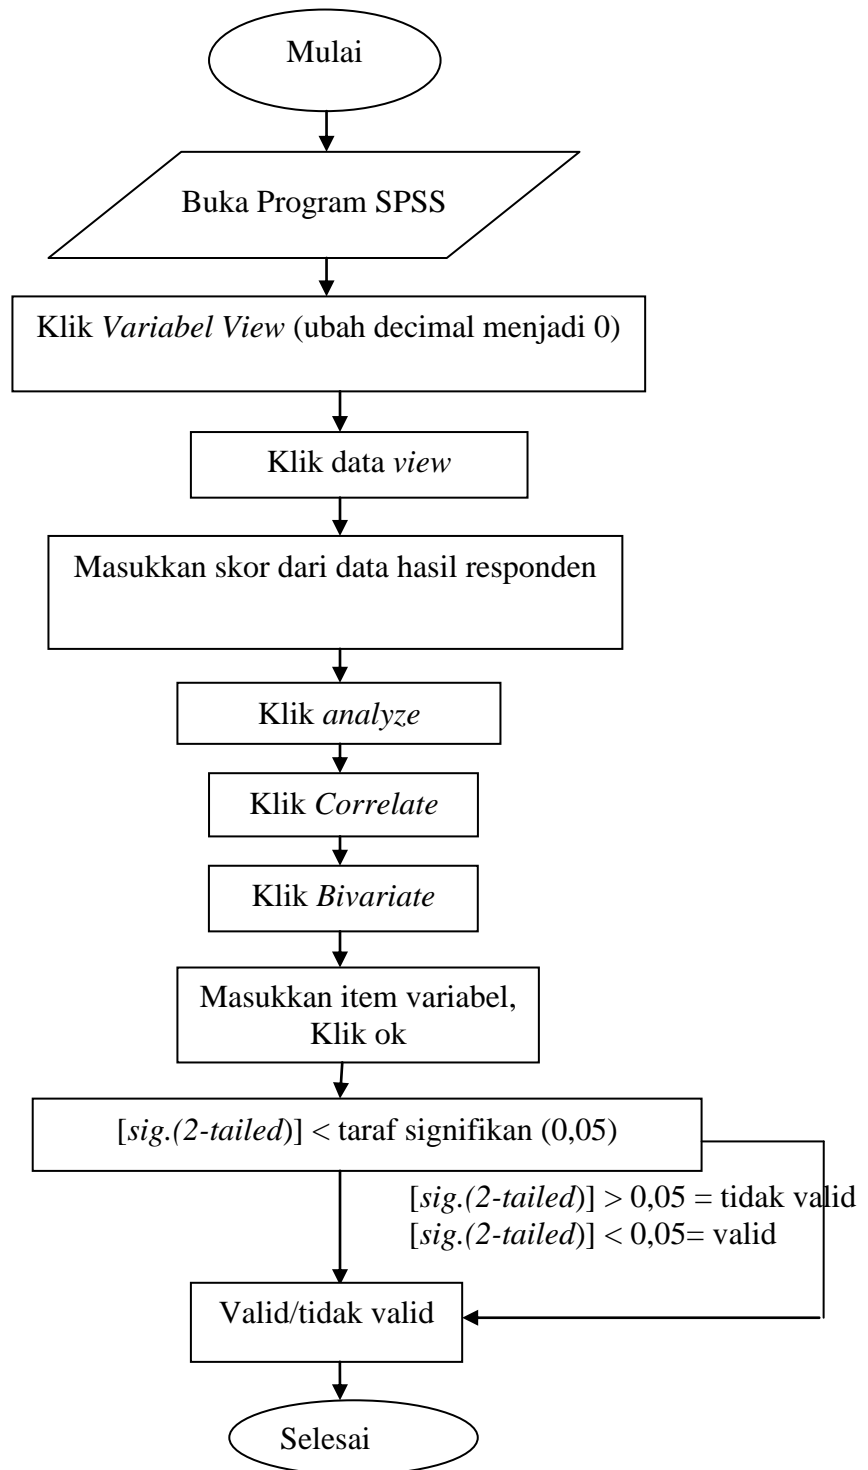 Mulai
Buka Program SPSS
Klik Variabel View (ubah decimal menjadi 0)
Klik data view
Masukkan skor dari data hasil responden
Klik analyze
Klik Correlate
Klik Bivariate
Masukkan item variabel,
Klik ok
[sig.(2-tailed)] < taraf signifikan (0,05)
[sig.(2-tailed)] > 0,05 = tidak valid
[sig.(2-tailed)] < 0,05= valid
Valid/tidak valid
Selesai